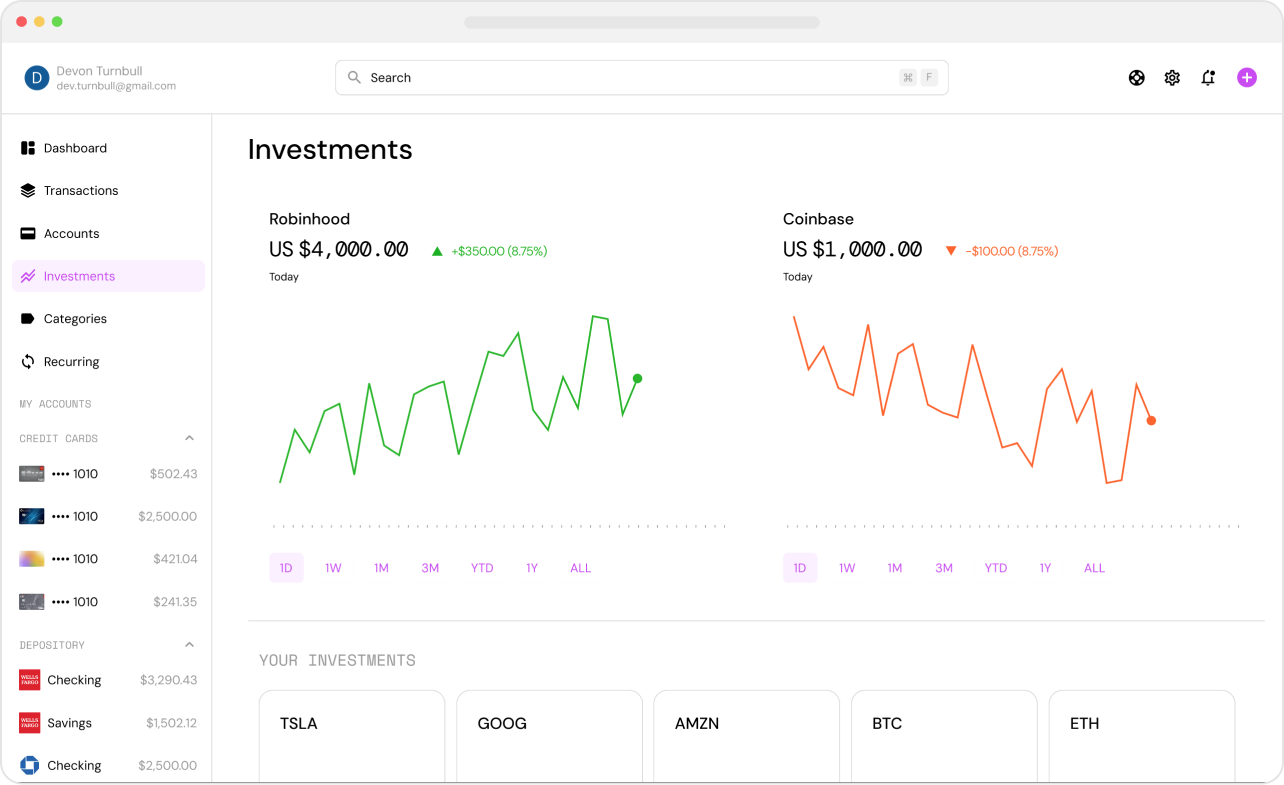 D
Devon Turnbull
dev.turnbull@gmail.com
Search
⌘ F
Dashboard
Transactions
Accounts
Investments
Categories
Recurring
MY ACCOUNTS
CREDIT CARDS
•••• 1010 $502.43
•••• 1010 $2,500.00
•••• 1010 $421.04
•••• 1010 $241.35
DEPOSITORY
WELLS
FARGO
Checking $3,290.43
WELLS
FARGO
Savings $1,502.12
Checking $2,500.00
Investments
Robinhood
US $4,000.00 +$350.00 (8.75%)
Today
1D 1W 1M 3M YTD 1Y ALL
Coinbase
US $1,000.00 -$100.00 (8.75%)
Today
1D 1W 1M 3M YTD 1Y ALL
YOUR INVESTMENTS
TSLA GOOG AMZN BTC ETH